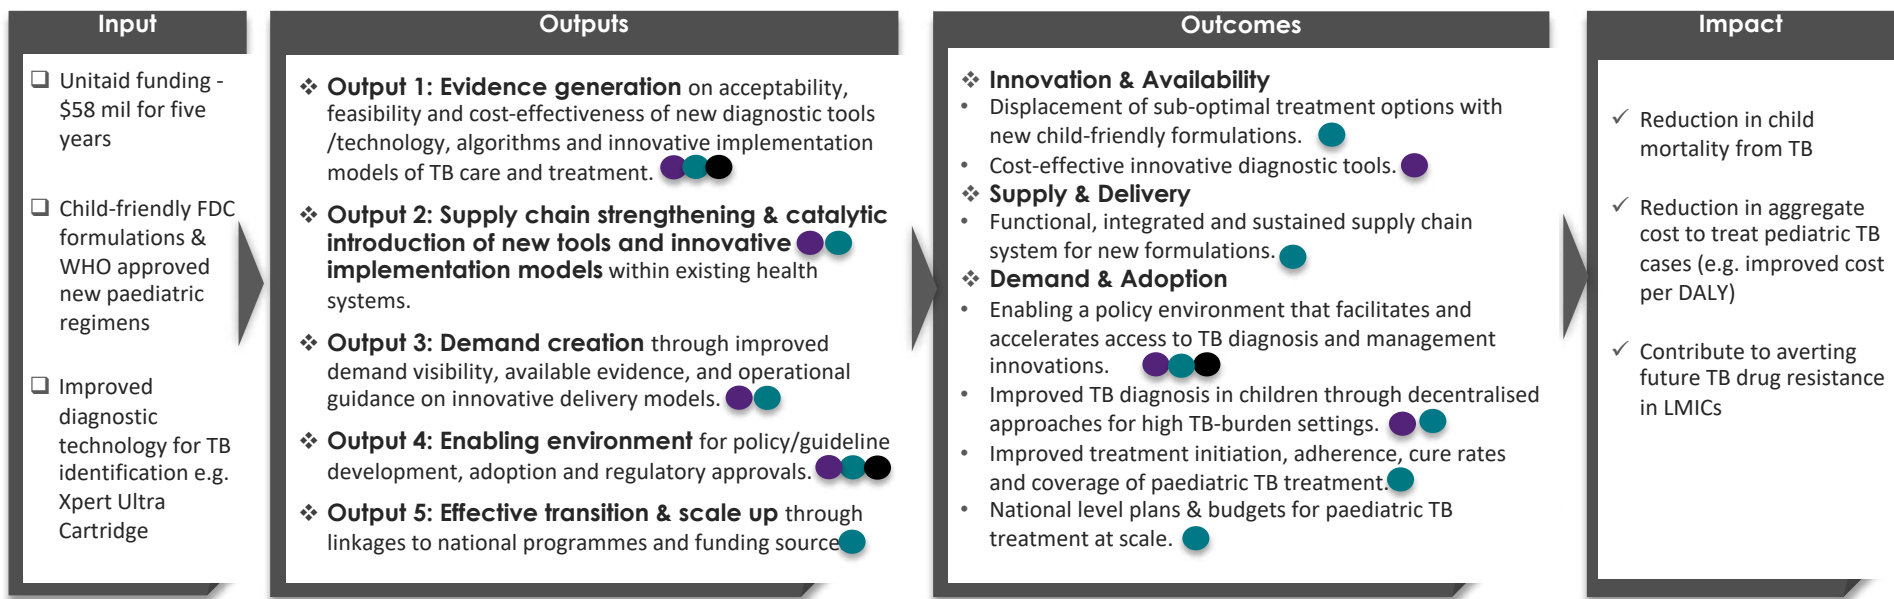 Input
Unitaid funding -
$58 mil for five
years
Child-friendly FDC
formulations &
WHO approved
new paediatric
regimens
Improved
diagnostic
technology for TB
identification e.g.
Xpert Ultra
Cartridge
Outputs
Output 1: Evidence generation on acceptability,
feasibility and cost-effectiveness of new diagnostic tools
/technology, algorithms and innovative implementation
models of TB care and treatment.
Output 2: Supply chain strengthening & catalytic
introduction of new tools and innovative
implementation models within existing health
systems.
Output 3: Demand creation through improved
demand visibility, available evidence, and operational
guidance on innovative delivery models.
Output 4: Enabling environment for policy/guideline
development, adoption and regulatory approvals.
Output 5: Effective transition & scale up through
linkages to national programmes and funding source
Outcomes
Innovation & Availability
• Displacement of sub-optimal treatment options with
new child-friendly formulations.
• Cost-effective innovative diagnostic tools.
Supply & Delivery
• Functional, integrated and sustained supply chain
system for new formulations.
Demand & Adoption
• Enabling a policy environment that facilitates and
accelerates access to TB diagnosis and management
innovations.
• Improved TB diagnosis in children through decentralised
approaches for high TB-burden settings.
• Improved treatment initiation, adherence, cure rates
and coverage of paediatric TB treatment.
• National level plans & budgets for paediatric TB
treatment at scale.
Impact
Reduction in child
mortality from TB
Reduction in aggregate
cost to treat pediatric TB
cases (e.g. improved cost
per DALY)
Contribute to averting
future TB drug resistance
in LMICs